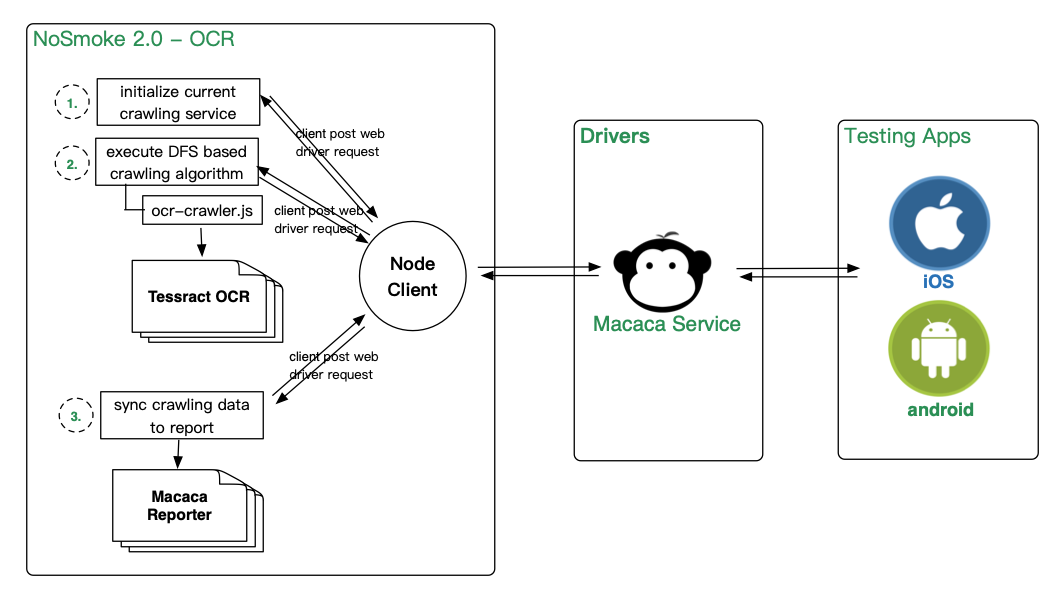 NoSmoke 2.0 – OCR
1.
initialize current
crawling service
client post web
driver request
2.
execute DFS based
crawling algorithm
ocr-crawler.js
client post web
driver request
Tessract OCR
Node
Client
client post web
driver request
3.
sync crawling data
to report
Macaca
Reporter
Drivers
Macaca Service
Testing Apps
iOS
android